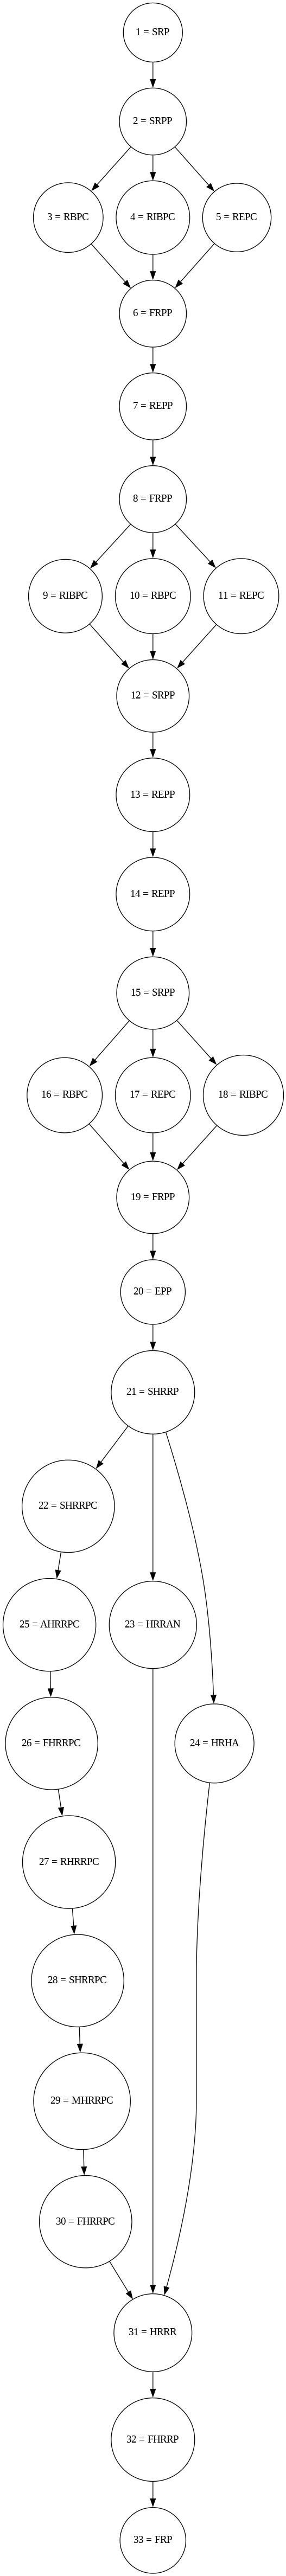 1 = SRP
2 = SRPP
3 = RBPC
4 = RIBPC
5 = REPC
6 = FRPP
7 = REPP
8 = FRPP
9 = RIBPC
10 = RBPC
11 = REPC
12 = SRPP
13 = REPP
14 = REPP
15 = SRPP
16 = RBPC
17 = REPC
18 = RIBPC
19 = FRPP
20 = EPP
21 = SHRRP
22 = SHRRPC
25 = AHRRPC
23 = HRRAN
26 = FHRRPC
24 = HRHA
27 = RHRRPC
28 = SHRRPC
29 = MHRRPC
30 = FHRRPC
31 = HRRR
32 = FHRRP
33 = FRP